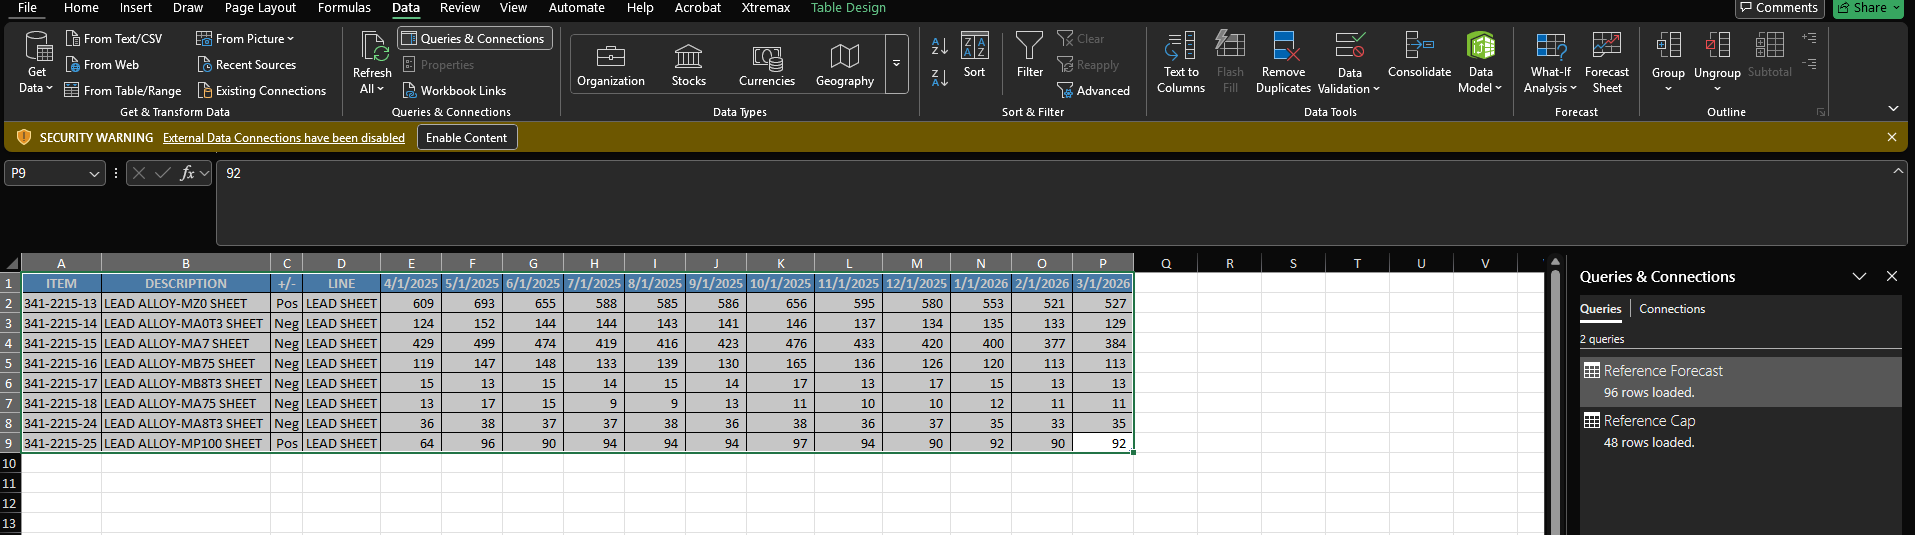 File Home Insert Draw Page Layout Formulas Data Review View Automate Help Acrobat Xtremax Table Design Comments Share
Get Data
From Text/CSV
From Web
From Table/Range
From Picture
Recent Sources
Existing Connections
Get & Transform Data
Refresh All
Queries & Connections
Properties
Workbook Links
Queries & Connections
Organization Stocks Currencies Geography
Data Types
Sort
Filter
Clear
Reapply
Advanced
Sort & Filter
Text to Columns
Flash Fill
Remove Duplicates
Data Validation
Consolidate
Data Model
Data Tools
What-If Analysis
Forecast Sheet
Forecast
Group
Ungroup
Subtotal
Outline
SECURITY WARNING External Data Connections have been disabled Enable Content
P9 fx 92
A B C D E F G H I J K L M N O P Q R S T U V
1 ITEM DESCRIPTION +/- LINE 4/1/2025 5/1/2025 6/1/2025 7/1/2025 8/1/2025 9/1/2025 10/1/2025 11/1/2025 12/1/2025 1/1/2026 2/1/2026 3/1/2026
2 341-2215-13 LEAD ALLOY-MZ0 SHEET Pos LEAD SHEET 609 693 655 588 585 586 656 595 580 553 521 527
3 341-2215-14 LEAD ALLOY-MA0T3 SHEET Neg LEAD SHEET 124 152 144 144 143 141 146 137 134 135 133 129
4 341-2215-15 LEAD ALLOY-MA7 SHEET Neg LEAD SHEET 429 499 474 419 416 423 476 433 420 400 377 384
5 341-2215-16 LEAD ALLOY-MB75 SHEET Neg LEAD SHEET 119 147 148 133 139 130 165 136 126 120 113 113
6 341-2215-17 LEAD ALLOY-MB8T3 SHEET Neg LEAD SHEET 15 13 15 14 15 14 17 13 17 15 13 13
7 341-2215-18 LEAD ALLOY-MA75 SHEET Neg LEAD SHEET 13 17 15 9 9 13 11 10 10 12 11 11
8 341-2215-24 LEAD ALLOY-MA8T3 SHEET Neg LEAD SHEET 36 38 37 37 38 36 38 36 37 35 33 35
9 341-2215-25 LEAD ALLOY-MP100 SHEET Pos LEAD SHEET 64 96 90 94 94 94 97 94 90 92 90 92
10
11
12
13
Queries & Connections
Queries Connections
2 queries
Reference Forecast
96 rows loaded.
Reference Cap
48 rows loaded.